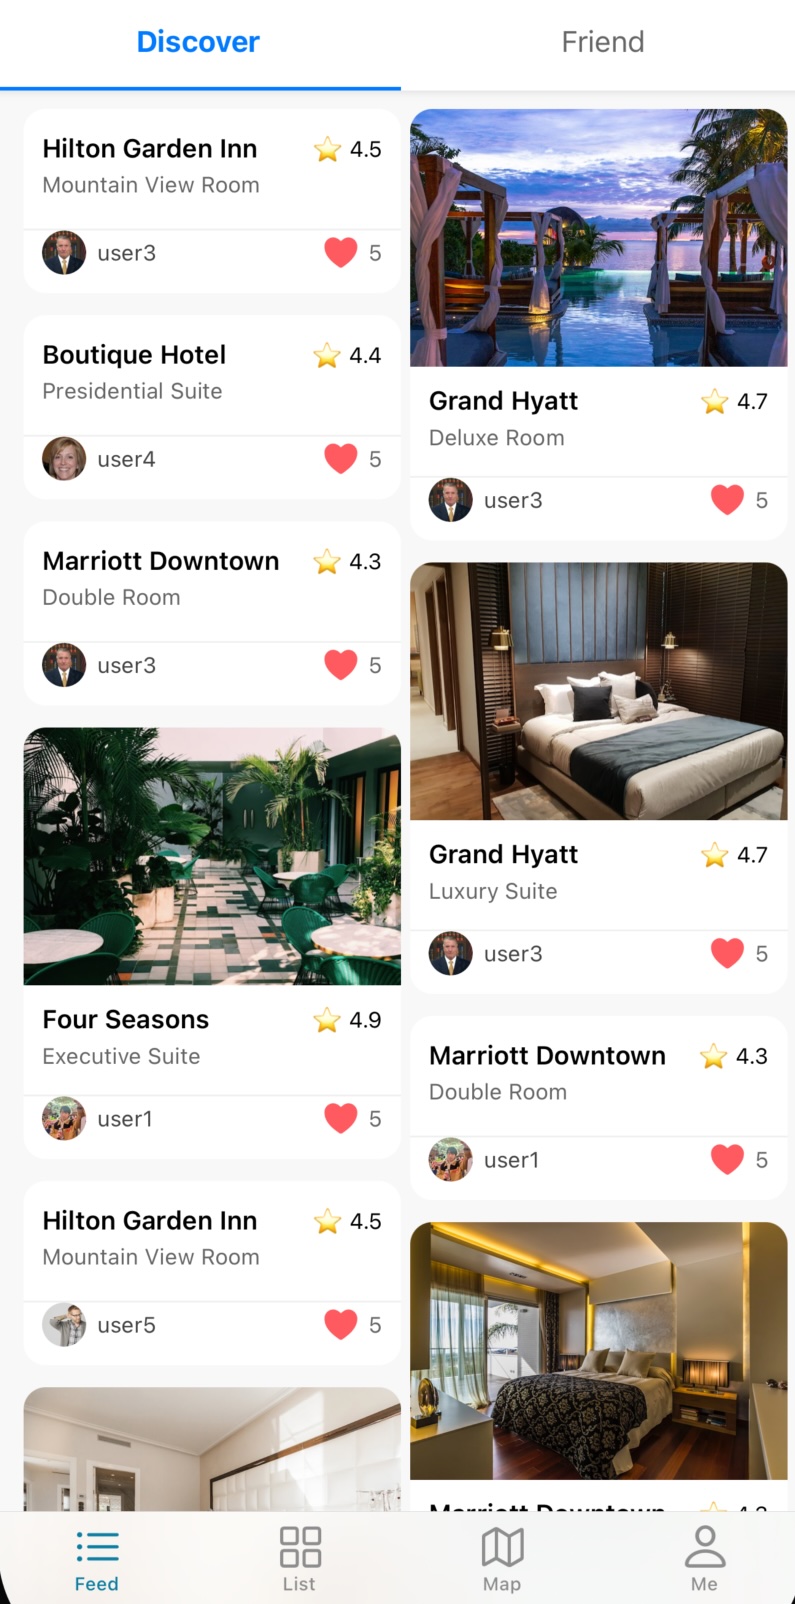 Discover
Friend
Hilton Garden Inn 4.5
Mountain View Room
user3 5
Boutique Hotel 4.4
Presidential Suite
user4 5
Marriott Downtown 4.3
Double Room
user3 5
Four Seasons 4.9
Executive Suite
user1 5
Hilton Garden Inn 4.5
Mountain View Room
user5 5
Grand Hyatt 4.7
Deluxe Room
user3 5
Grand Hyatt 4.7
Luxury Suite
user3 5
Marriott Downtown 4.3
Double Room
user1 5
Marriott Downtown
Feed
List
Map
Me